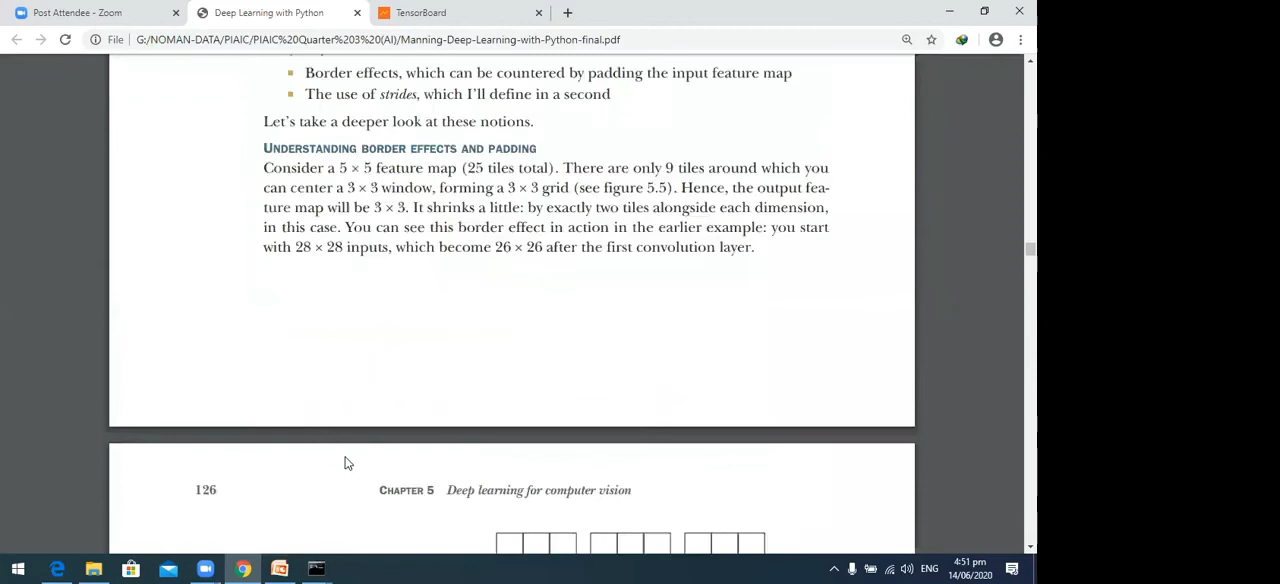 Post Attendee - Zoom
Deep Learning with Python
TensorBoard
File
G:/NOMAN-DATA/PIAIC/PIAIC%20Quarter%203%20(AI)/Manning-Deep-Learning-with-Python-final.pdf
Border effects, which can be countered by padding the input feature map
The use of strides, which I'll define in a second
Let's take a deeper look at these notions.
UNDERSTANDING BORDER EFFECTS AND PADDING
Consider a 5 × 5 feature map (25 tiles total). There are only 9 tiles around which you
can center a 3 × 3 window, forming a 3 × 3 grid (see figure 5.5). Hence, the output fea-
ture map will be 3 × 3. It shrinks a little: by exactly two tiles alongside each dimension,
in this case. You can see this border effect in action in the earlier example: you start
with 28 × 28 inputs, which become 26 × 26 after the first convolution layer.
126 CHAPTER 5 Deep learning for computer vision
ENG
4:51 pm
14/06/2020